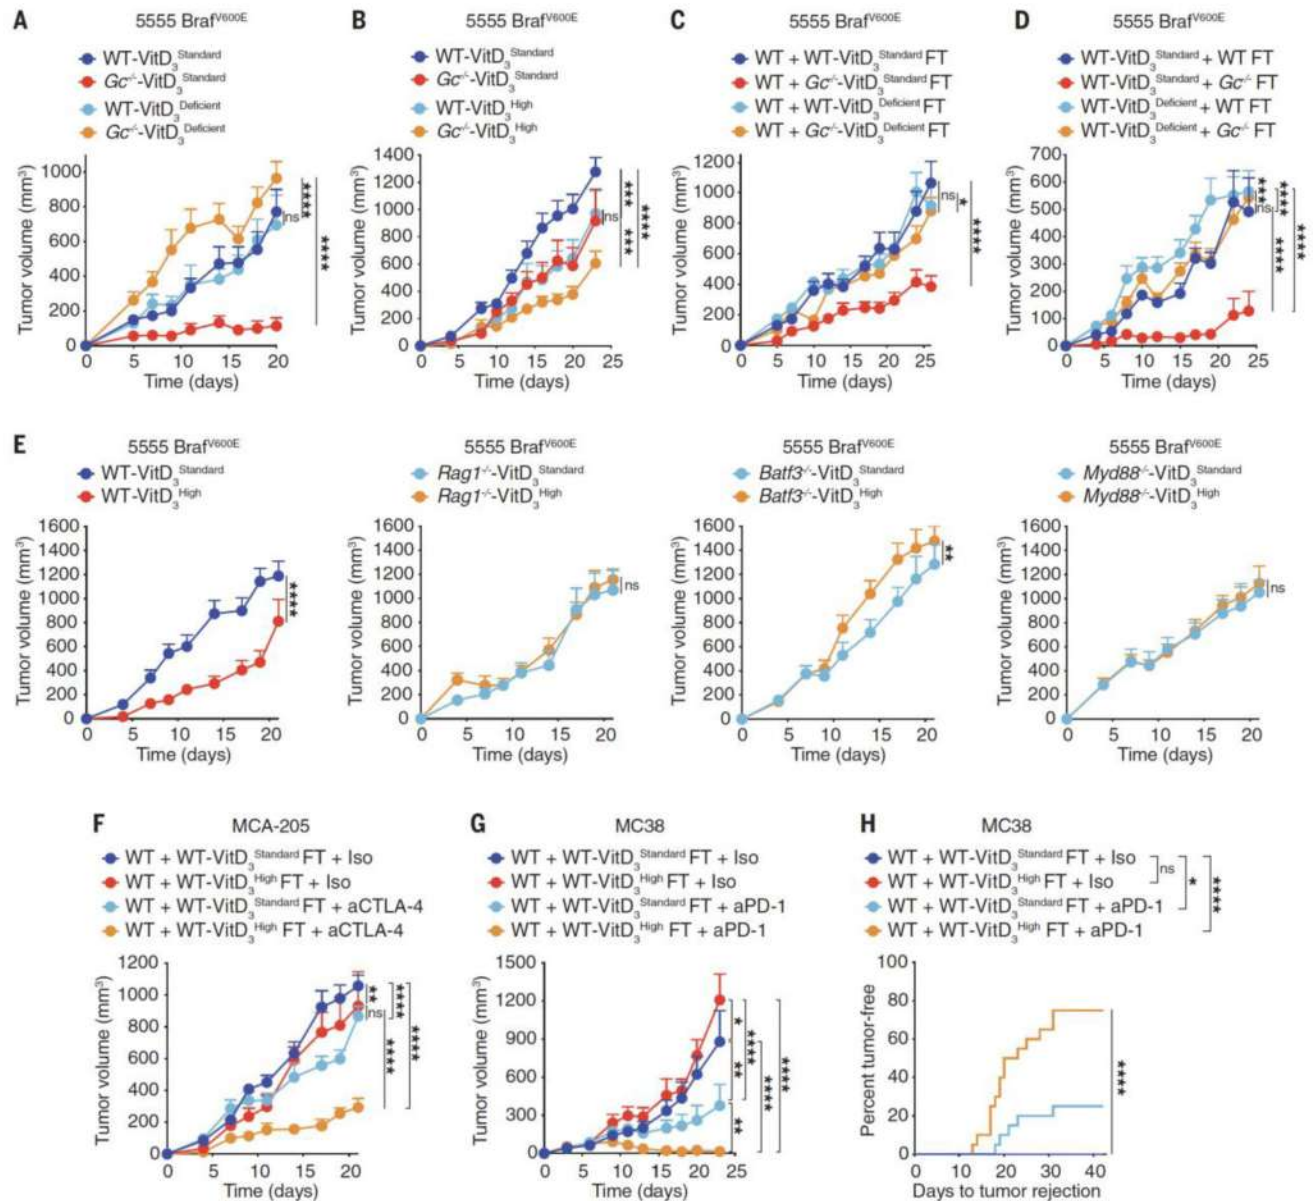 A
5555 Braf^V600E
WT-VitD₃^Standard
Gc⁻/⁻-VitD₃^Standard
WT-VitD₃^Deficient
Gc⁻/⁻-VitD₃^Deficient
Tumor volume (mm³)
1000
800
600
400
200
0
0 5 10 15 20
Time (days)
ns
****
****
B
5555 Braf^V600E
WT-VitD₃^Standard
Gc⁻/⁻-VitD₃^Standard
WT-VitD₃^High
Gc⁻/⁻-VitD₃^High
Tumor volume (mm³)
1400
1200
1000
800
600
400
200
0
0 5 10 15 20 25
Time (days)
ns
***
***
****
C
5555 Braf^V600E
WT + WT-VitD₃^Standard FT
WT + Gc⁻/⁻-VitD₃^Standard FT
WT + WT-VitD₃^Deficient FT
WT + Gc⁻/⁻-VitD₃^Deficient FT
Tumor volume (mm³)
1200
1000
800
600
400
200
0
0 5 10 15 20 25
Time (days)
ns
*
****
D
5555 Braf^V600E
WT-VitD₃^Standard + WT FT
WT-VitD₃^Standard + Gc⁻/⁻ FT
WT-VitD₃^Deficient + WT FT
WT-VitD₃^Deficient + Gc⁻/⁻ FT
Tumor volume (mm³)
700
600
500
400
300
200
100
0
0 5 10 15 20 25
Time (days)
ns
****
****
****
E
5555 Braf^V600E
WT-VitD₃^Standard
WT-VitD₃^High
Tumor volume (mm³)
1600
1400
1200
1000
800
600
400
200
0
0 5 10 15 20
Time (days)
****
5555 Braf^V600E
Rag1⁻/⁻-VitD₃^Standard
Rag1⁻/⁻-VitD₃^High
Tumor volume (mm³)
1600
1400
1200
1000
800
600
400
200
0
0 5 10 15 20
Time (days)
ns
5555 Braf^V600E
Batf3⁻/⁻-VitD₃^Standard
Batf3⁻/⁻-VitD₃^High
Tumor volume (mm³)
1600
1400
1200
1000
800
600
400
200
0
0 5 10 15 20
Time (days)
**
5555 Braf^V600E
Myd88⁻/⁻-VitD₃^Standard
Myd88⁻/⁻-VitD₃^High
Tumor volume (mm³)
1600
1400
1200
1000
800
600
400
200
0
0 5 10 15 20
Time (days)
ns
F
MCA-205
WT + WT-VitD₃^Standard FT + Iso
WT + WT-VitD₃^High FT + Iso
WT + WT-VitD₃^Standard FT + aCTLA-4
WT + WT-VitD₃^High FT + aCTLA-4
Tumor volume (mm³)
1200
1000
800
600
400
200
0
0 5 10 15 20
Time (days)
**
ns
****
****
****
G
MC38
WT + WT-VitD₃^Standard FT + Iso
WT + WT-VitD₃^High FT + Iso
WT + WT-VitD₃^Standard FT + aPD-1
WT + WT-VitD₃^High FT + aPD-1
Tumor volume (mm³)
1500
1200
900
600
300
0
0 5 10 15 20 25
Time (days)
*
**
**
****
****
****
H
MC38
WT + WT-VitD₃^Standard FT + Iso
WT + WT-VitD₃^High FT + Iso
WT + WT-VitD₃^Standard FT + aPD-1
WT + WT-VitD₃^High FT + aPD-1
ns
*
****
Percent tumor-free
100
80
60
40
20
0
0 10 20 30 40
Days to tumor rejection
****